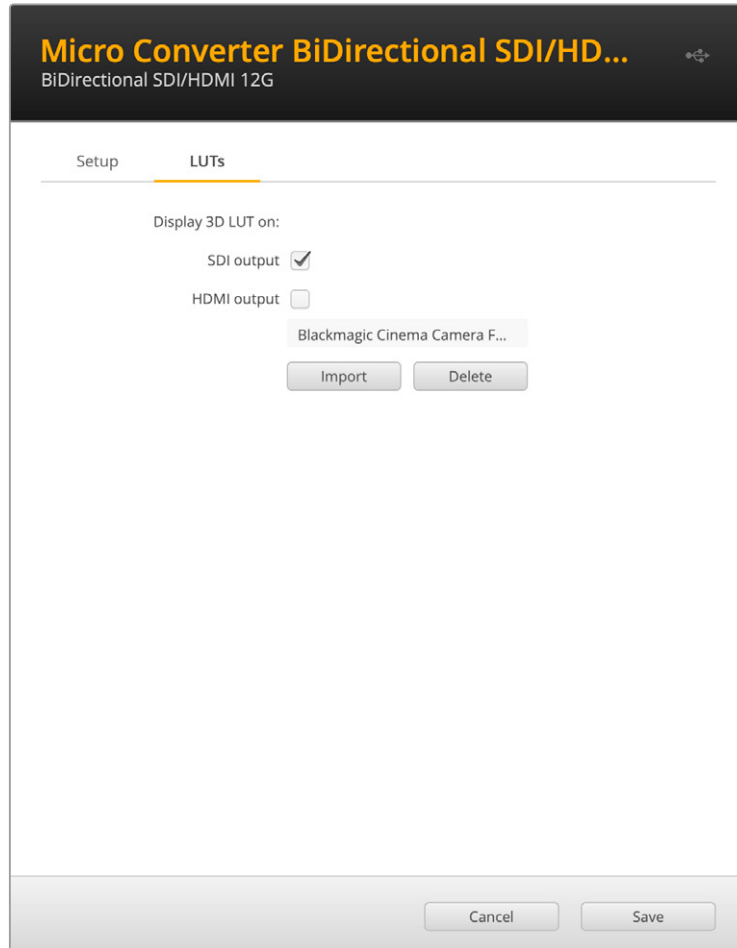 Micro Converter BiDirectional SDI/HD...
BiDirectional SDI/HDMI 12G
Setup LUTs
Display 3D LUT on:
SDI output
HDMI output
Blackmagic Cinema Camera F...
Import Delete
Cancel Save